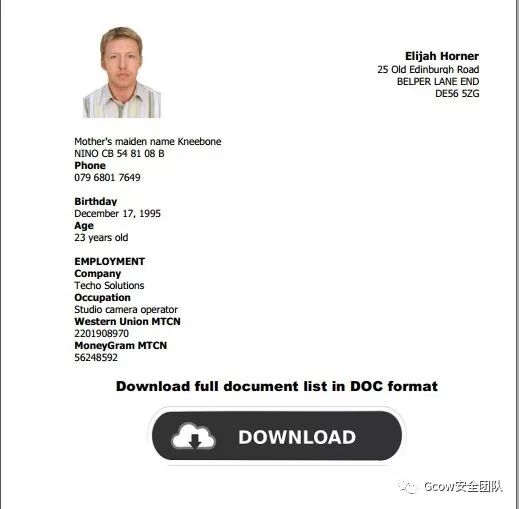 Elijah Horner
25 Old Edinburgh Road
BELPER LANE END
DE56 5ZG
Mother's maiden name Kneebone
NINO CB 54 81 08 B
Phone
079 6801 7649
Birthday
December 17, 1995
Age
23 years old
EMPLOYMENT
Company
Techo Solutions
Occupation
Studio camera operator
Western Union MTCN
2201908970
MoneyGram MTCN
56248592
Download full document list in DOC format
DOWNLOAD
Gcow安全团队